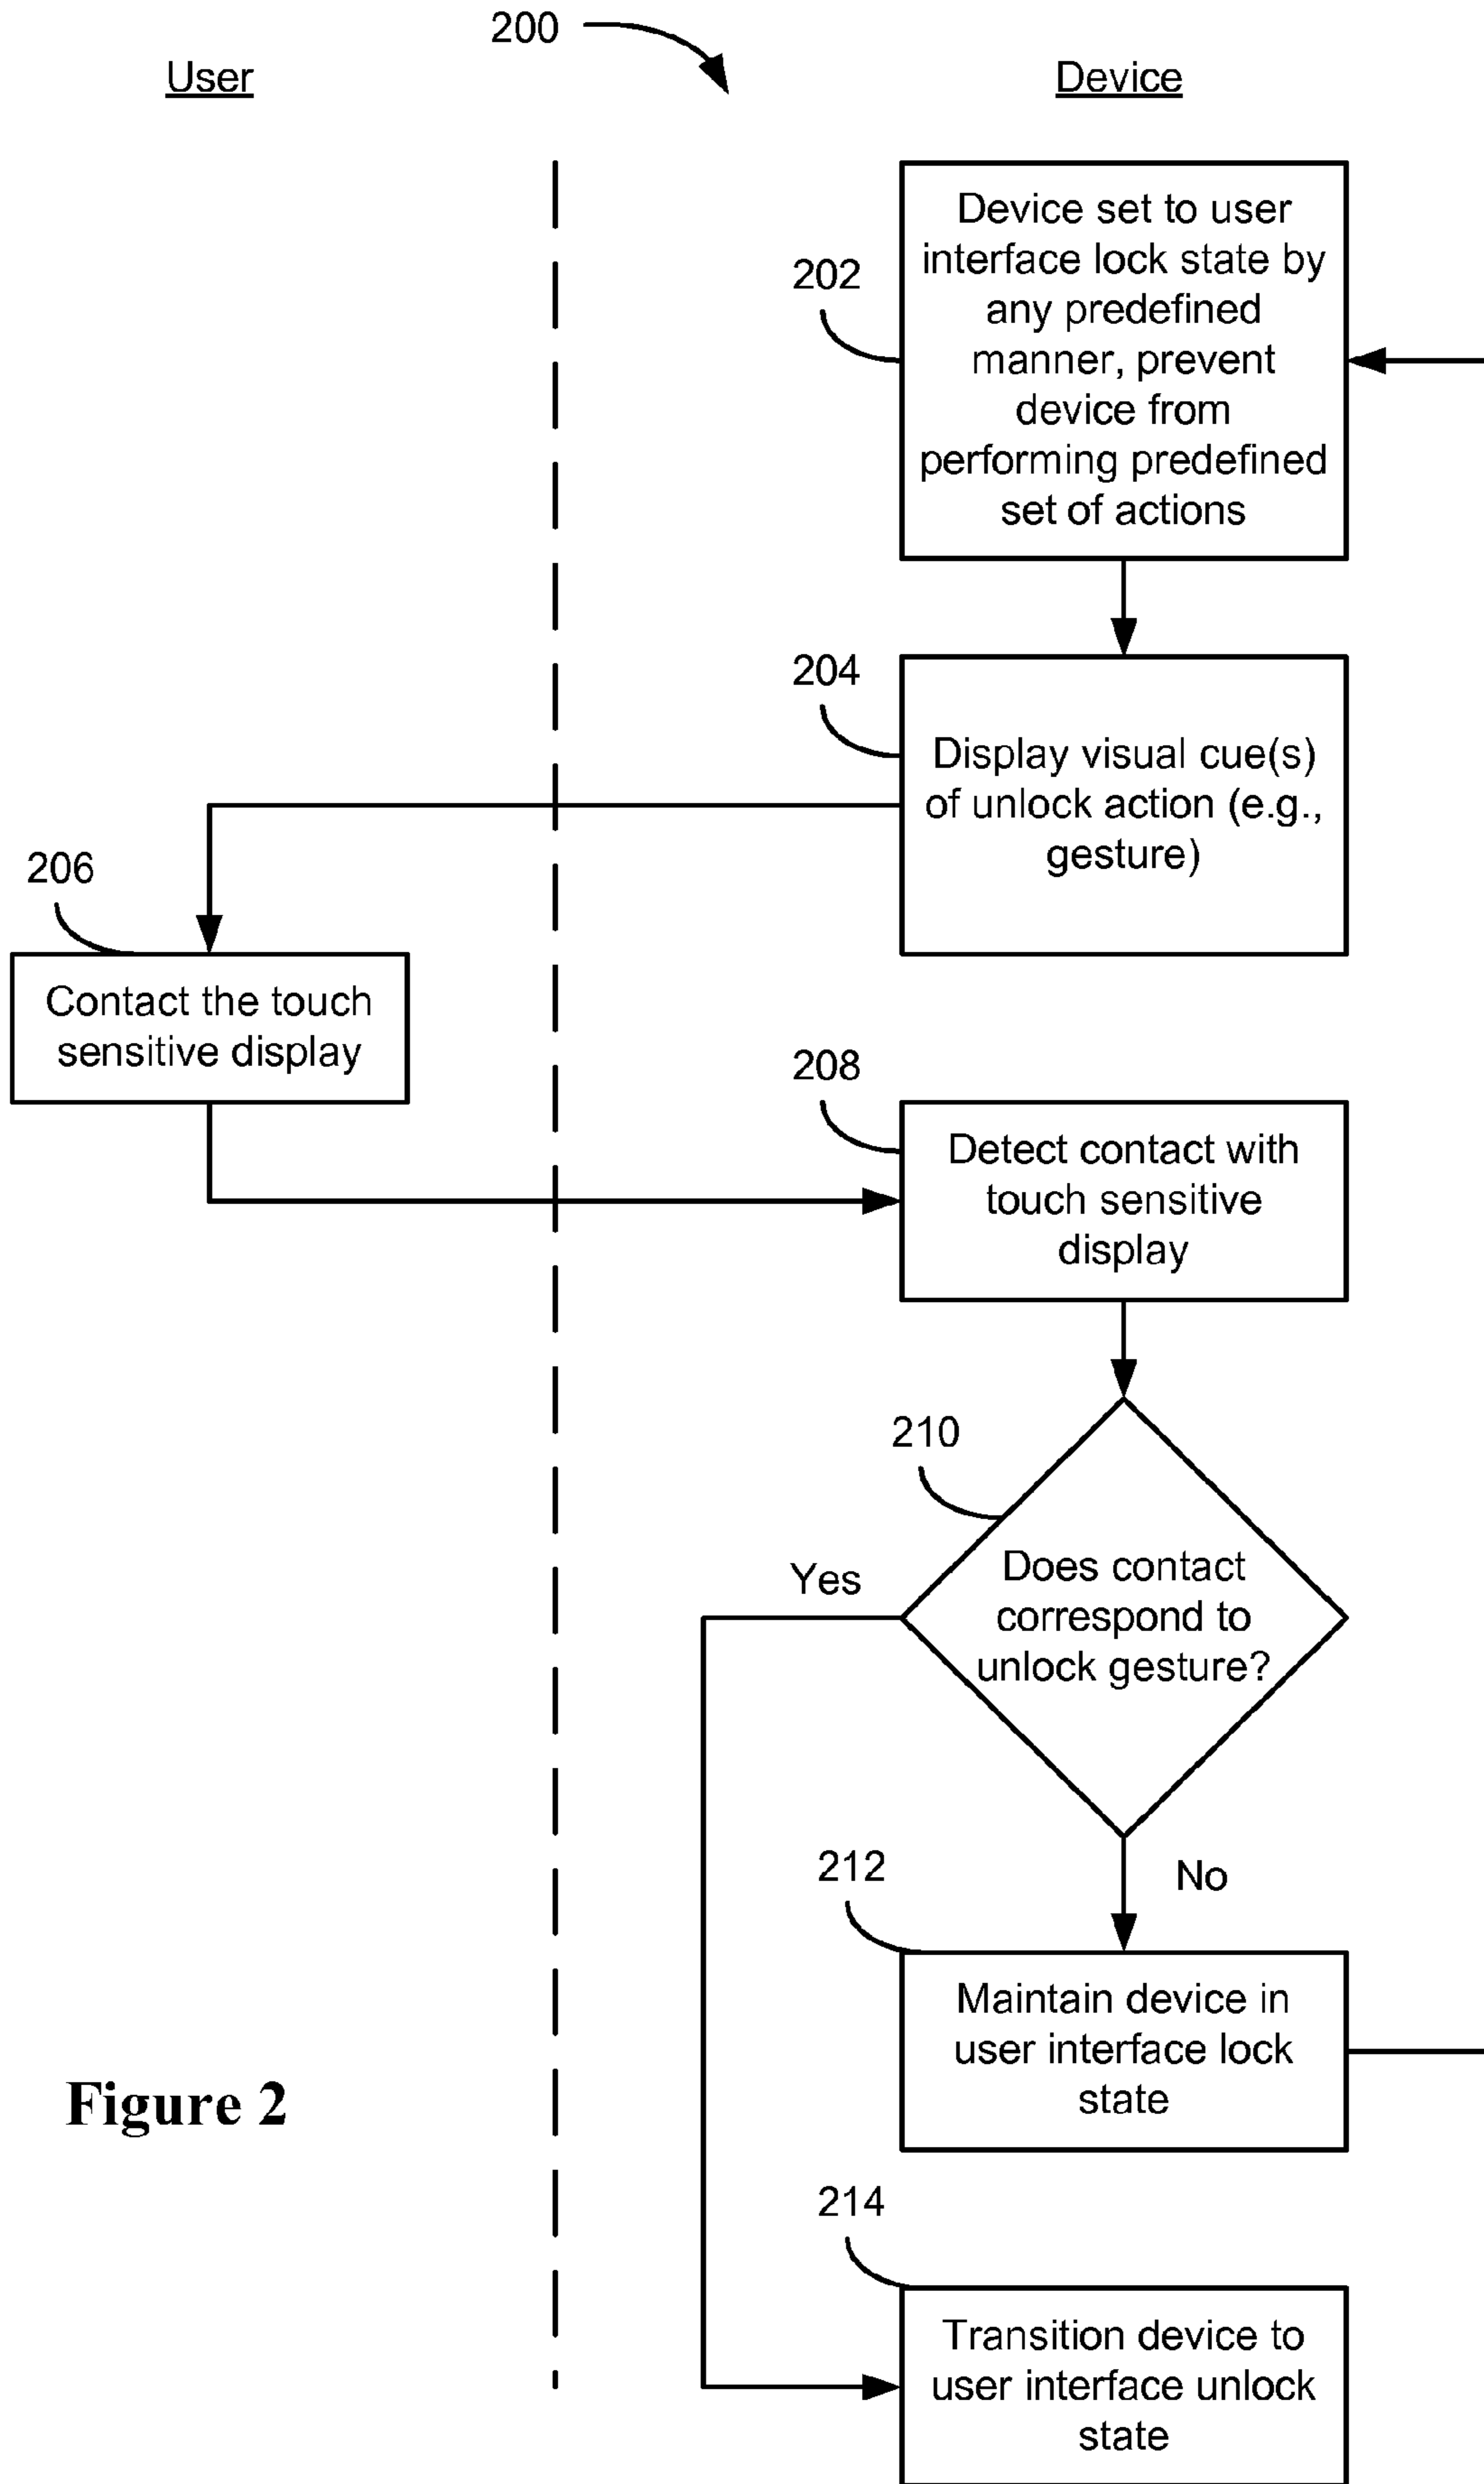 200
User
Device
202
Device set to user
interface lock state by
any predefined
manner, prevent
device from
performing predefined
set of actions
204
Display visual cue(s)
of unlock action (e.g.,
gesture)
206
Contact the touch
sensitive display
208
Detect contact with
touch sensitive
display
210
Does contact
correspond to
unlock gesture?
Yes
No
212
Maintain device in
user interface lock
state
Figure 2
214
Transition device to
user interface unlock
state